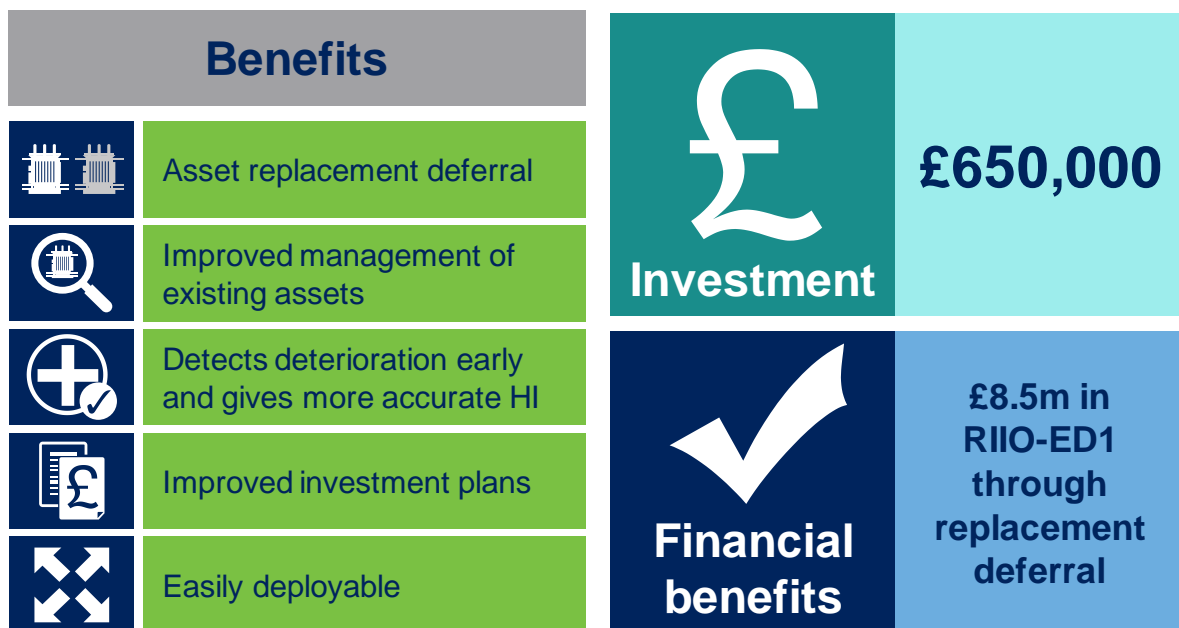 Benefits
Asset replacement deferral
Improved management of
existing assets
Detects deterioration early
and gives more accurate HI
Improved investment plans
£
Easily deployable
£
Investment
£650,000
Financial
benefits
£8.5m in
RIIO-ED1
through
replacement
deferral